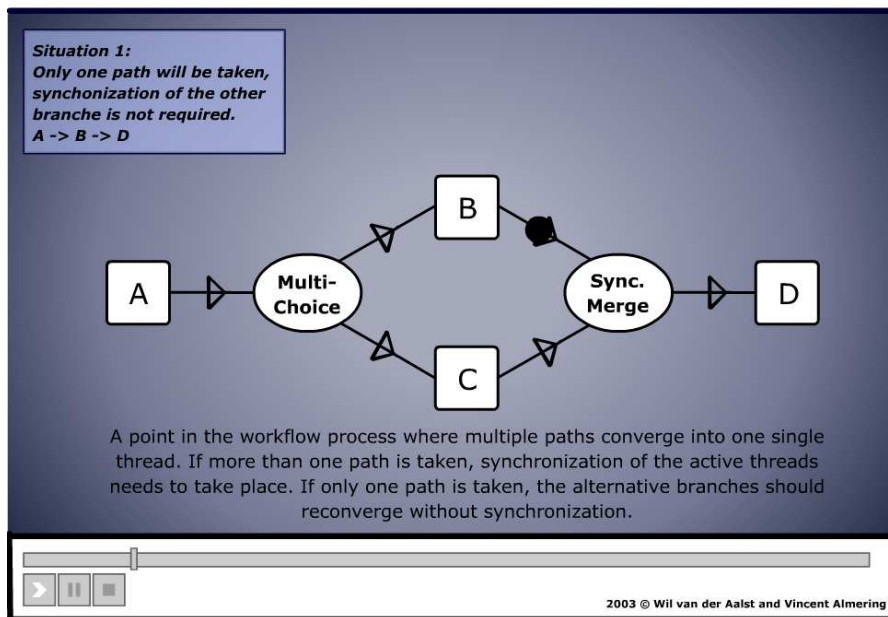 Situation 1:
Only one path will be taken,
synchonization of the other
branche is not required.
A -> B -> D
B
A
Multi-
Choice
Sync.
Merge
D
C
A point in the workflow process where multiple paths converge into one single
thread. If more than one path is taken, synchronization of the active threads
needs to take place. If only one path is taken, the alternative branches should
reconverge without synchronization.
2003 © Wil van der Aalst and Vincent Almering